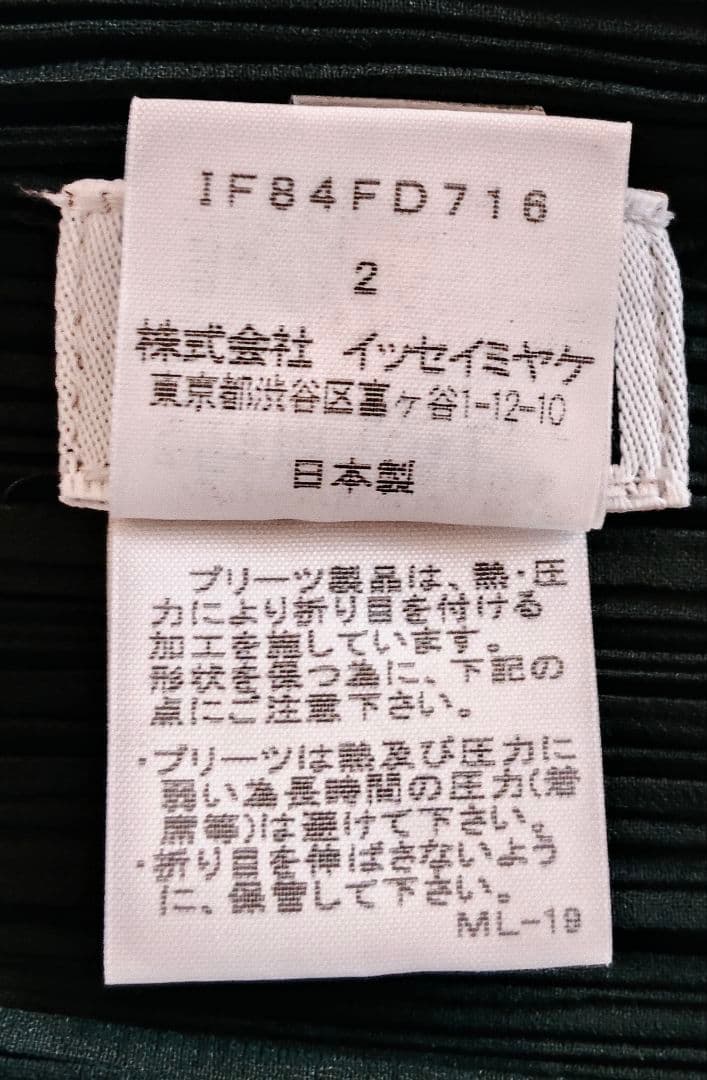 IF84FD716
2
株式会社 イッセイミヤケ
東京都渋谷区富ヶ谷1-12-10
日本製
プリーツ製品は、熱・圧
力により折り目を付ける
加工を施しています。
形状を保つ為に、下記の
点にご注意下さい。
・プリーツは熱及び圧力に
弱い為長時間の圧力(着
席等)は避けて下さい。
・折り目を伸ばさないよう
に、保管して下さい。
ML-19